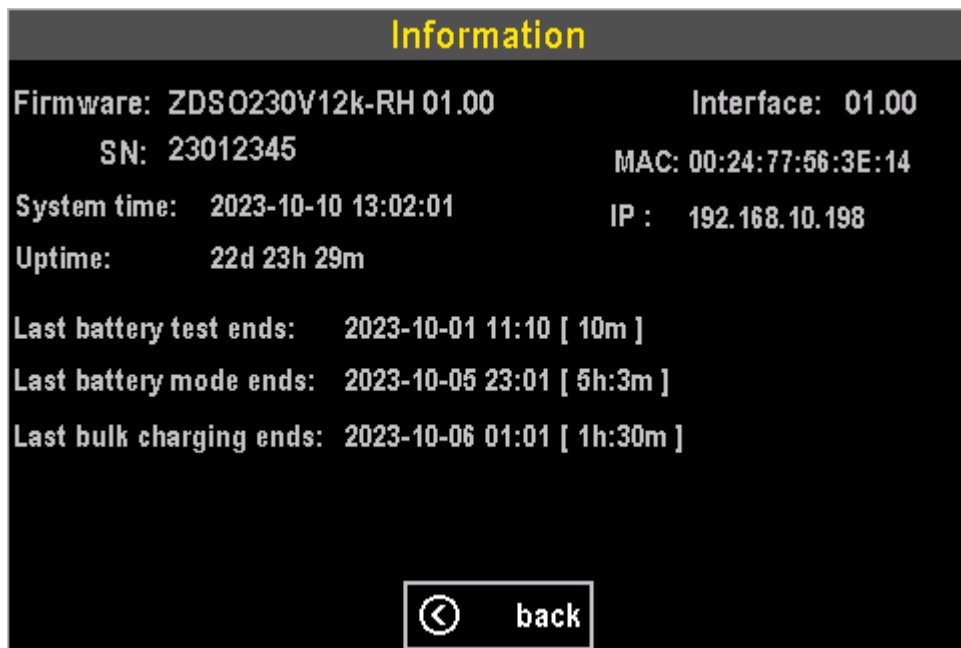 Information
Firmware: ZDSO230V12k-RH 01.00 Interface: 01.00
SN: 23012345 MAC: 00:24:77:56:3E:14
System time: 2023-10-10 13:02:01 IP : 192.168.10.198
Uptime: 22d 23h 29m
Last battery test ends: 2023-10-01 11:10 [ 10m ]
Last battery mode ends: 2023-10-05 23:01 [ 5h:3m ]
Last bulk charging ends: 2023-10-06 01:01 [ 1h:30m ]
back